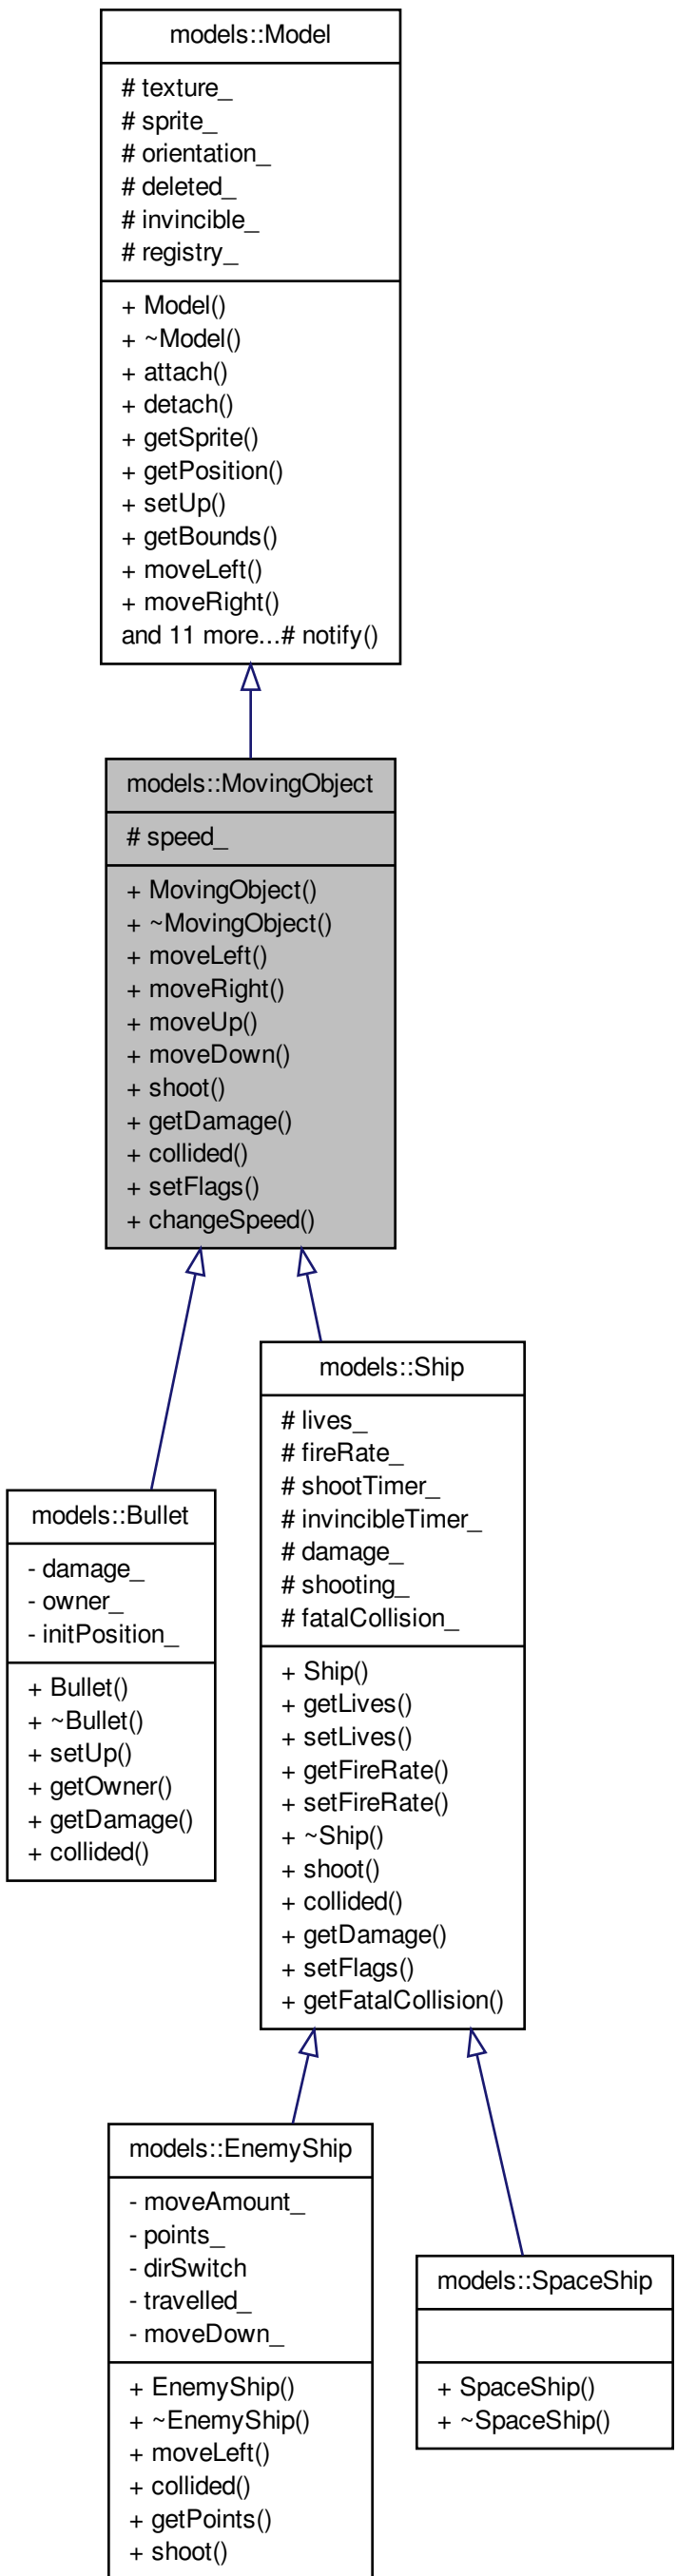 models::Model
# texture_
# sprite_
# orientation_
# deleted_
# invincible_
# registry_
+ Model()
+ ~Model()
+ attach()
+ detach()
+ getSprite()
+ getPosition()
+ setUp()
+ getBounds()
+ moveLeft()
+ moveRight()
and 11 more...# notify()
models::MovingObject
# speed_
+ MovingObject()
+ ~MovingObject()
+ moveLeft()
+ moveRight()
+ moveUp()
+ moveDown()
+ shoot()
+ getDamage()
+ collided()
+ setFlags()
+ changeSpeed()
models::Bullet
- damage_
- owner_
- initPosition_
+ Bullet()
+ ~Bullet()
+ setUp()
+ getOwner()
+ getDamage()
+ collided()
models::Ship
# lives_
# fireRate_
# shootTimer_
# invincibleTimer_
# damage_
# shooting_
# fatalCollision_
+ Ship()
+ getLives()
+ setLives()
+ getFireRate()
+ setFireRate()
+ ~Ship()
+ shoot()
+ collided()
+ getDamage()
+ setFlags()
+ getFatalCollision()
models::EnemyShip
- moveAmount_
- points_
- dirSwitch
- travelled_
- moveDown_
+ EnemyShip()
+ ~EnemyShip()
+ moveLeft()
+ collided()
+ getPoints()
+ shoot()
models::SpaceShip
+ SpaceShip()
+ ~SpaceShip()